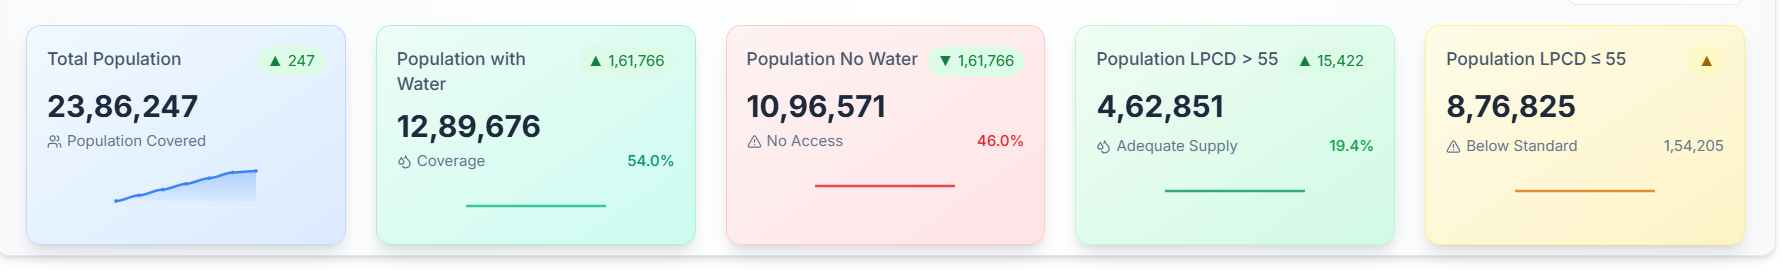 Total Population ▲ 247
23,86,247
Population Covered
Population with ▲ 1,61,766
Water
12,89,676
Coverage 54.0%
Population No Water ▼ 1,61,766
10,96,571
No Access 46.0%
Population LPCD > 55 ▲ 15,422
4,62,851
Adequate Supply 19.4%
Population LPCD ≤ 55 ▲
8,76,825
Below Standard 1,54,205